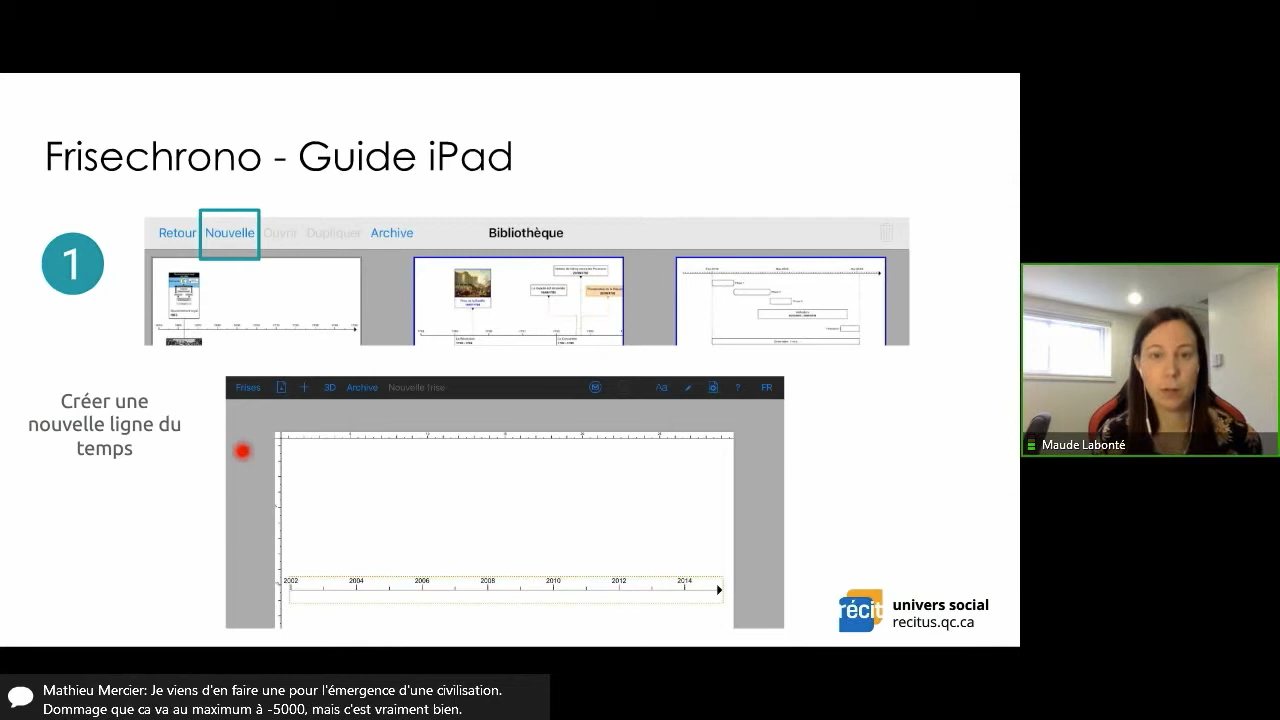 Frisechrono - Guide iPad
1
Retour Nouvelle Ouvrir Dupliquer Archive Bibliothèque
Créer une
nouvelle ligne du
temps
Frises 3D Archive Nouvelle frise Aa ? FR
2002 2004 2006 2008 2010 2012 2014
récit
univers social
recitus.qc.ca
Maude Labonté
Mathieu Mercier: Je viens d'en faire une pour l'émergence d'une civilisation.
Dommage que ca va au maximum à -5000, mais c'est vraiment bien.